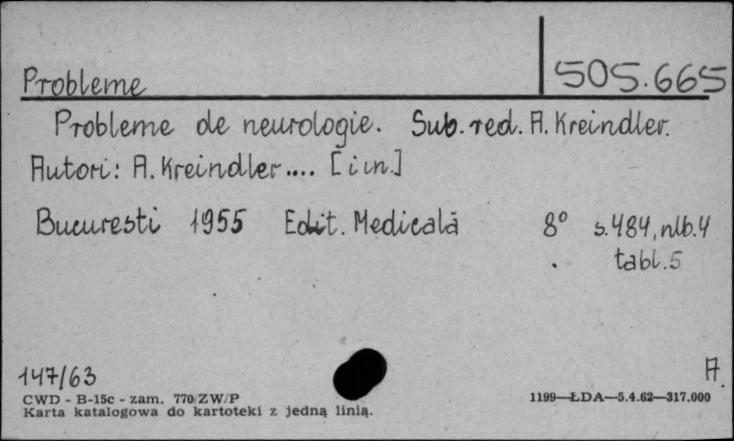 Probleme
505.665
Probleme de neurologie. Sub. red. A. Kreindler.
Autori: A. Kreindler.... [i in.]
Bucuresti 1955 Edit. Medicală 8° s. 484, nlb. 4
tabl. 5
147/63
A.
CWD - B-15c - zam. 770/ZW/P
1199—ŁDA—5.4.62—317.000
Karta katalogowa do kartoteki z jedną linią.